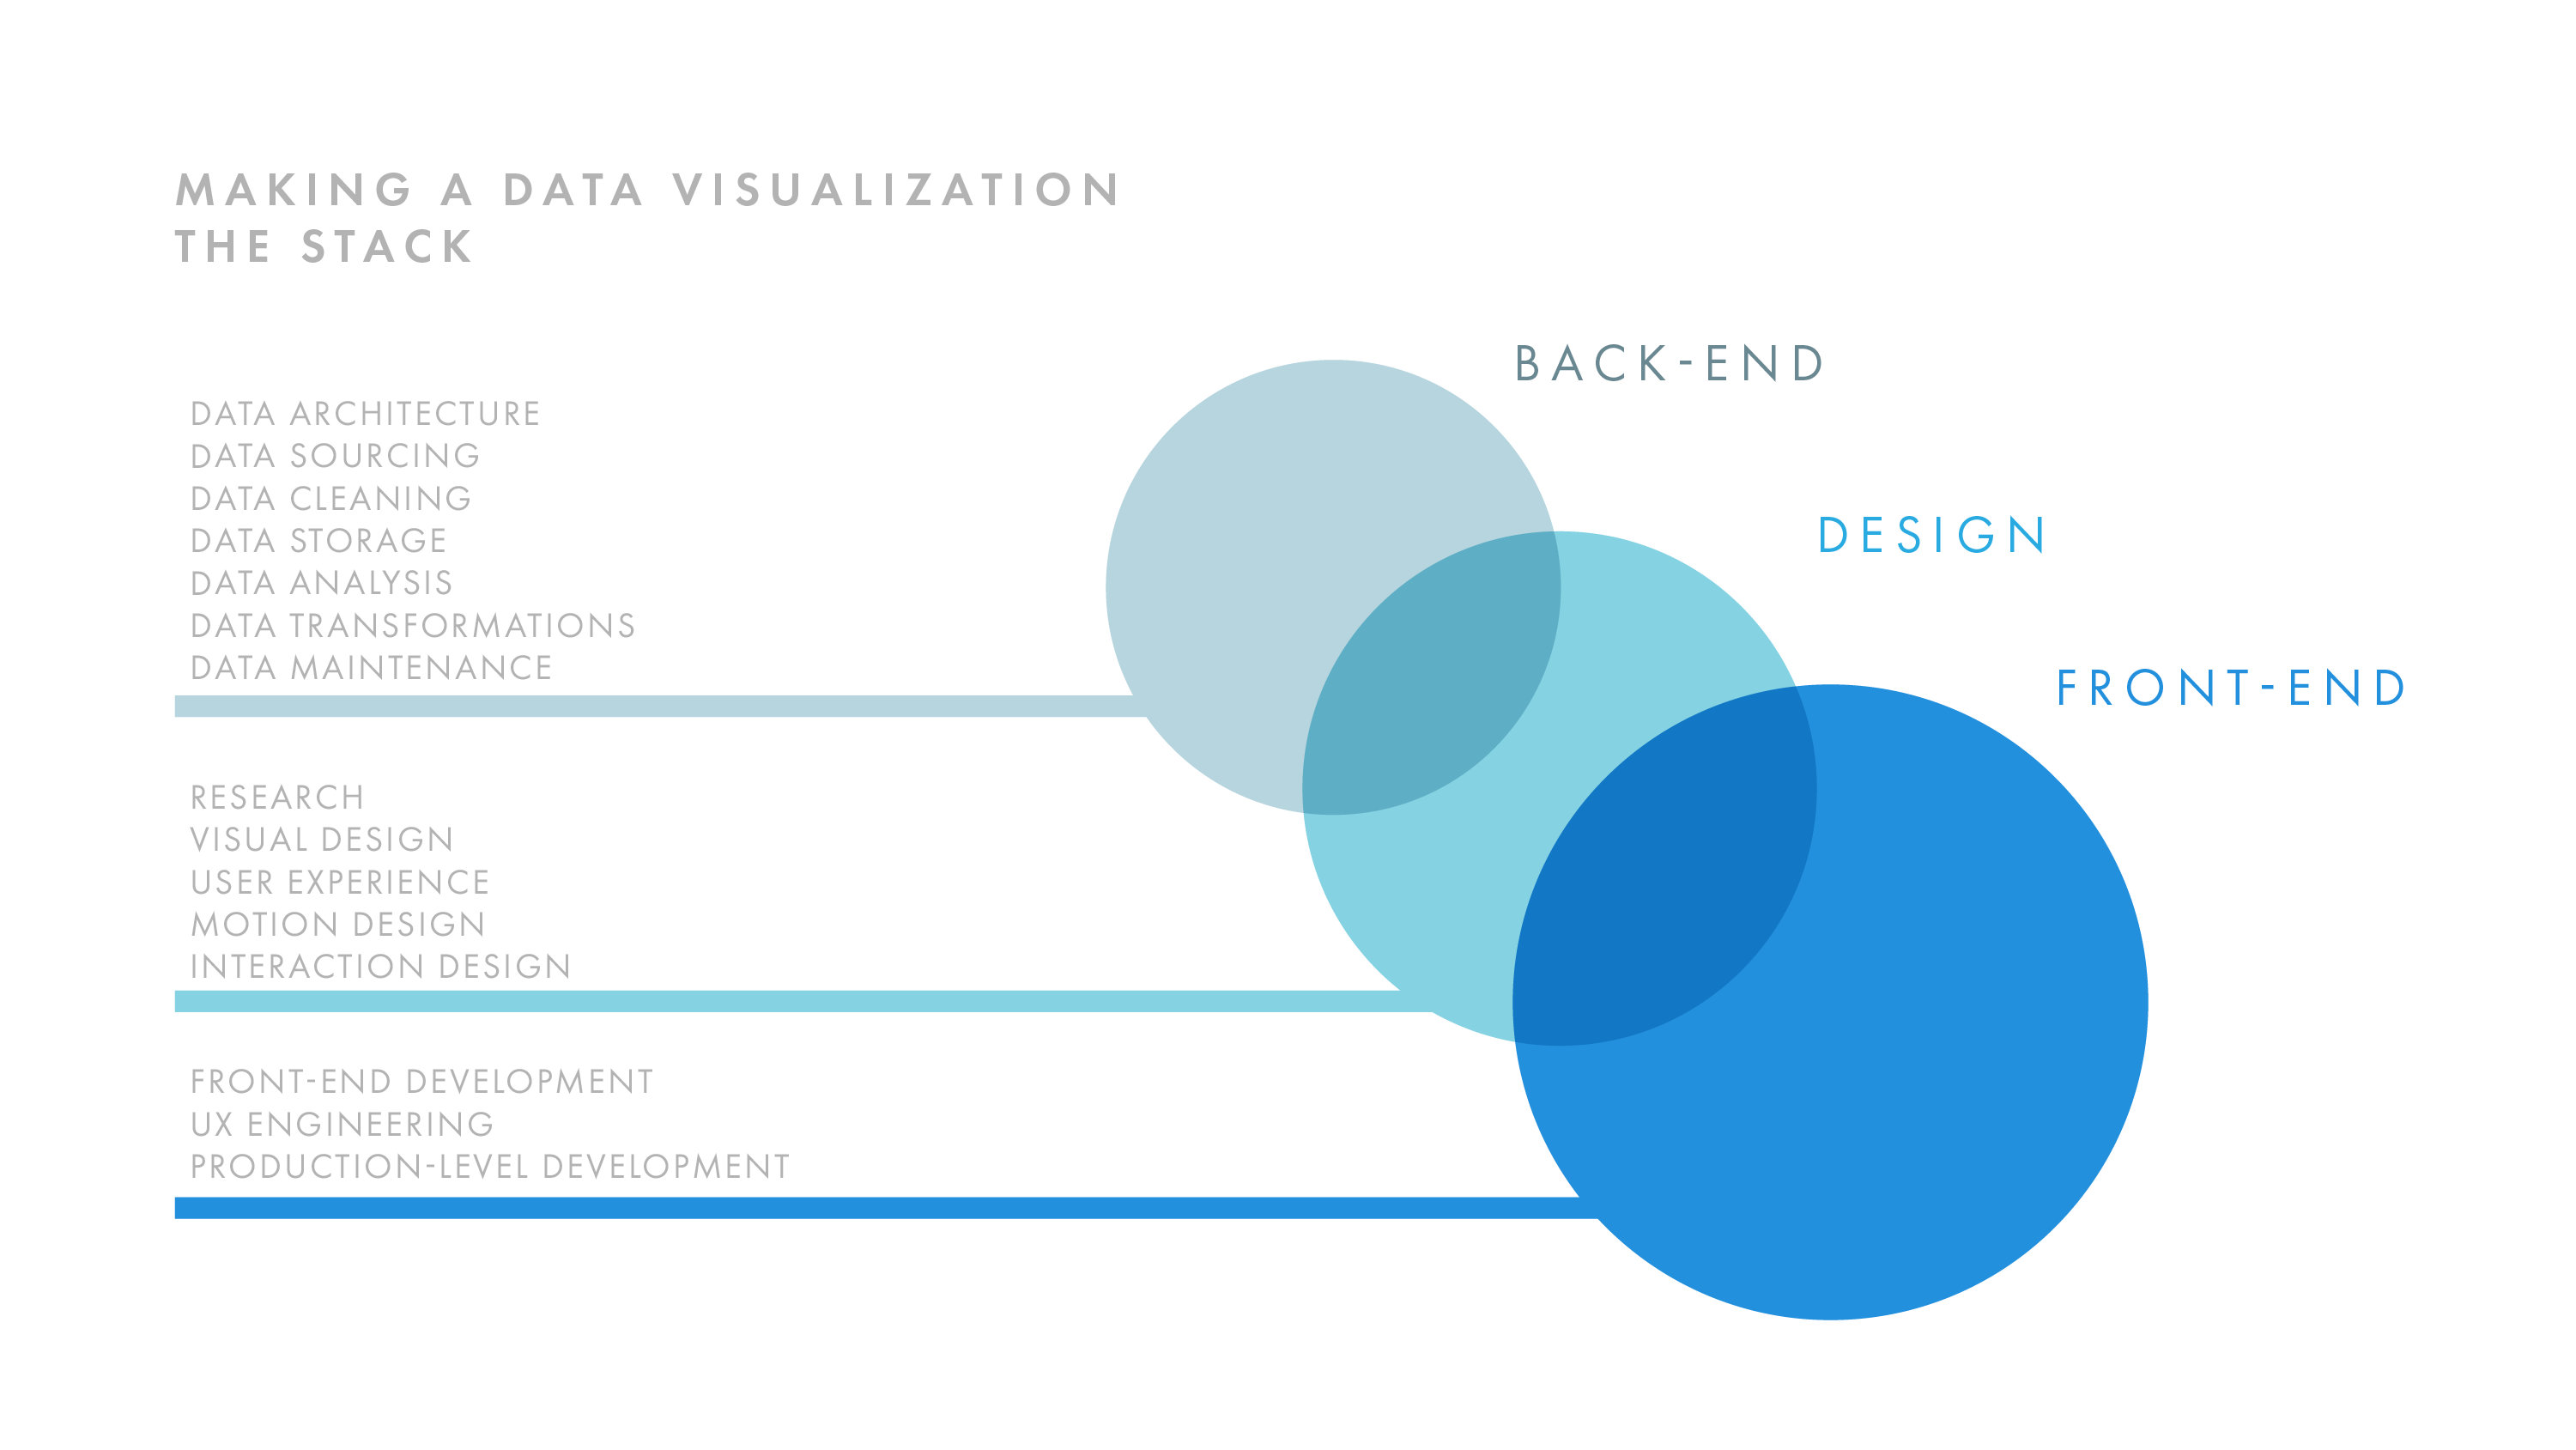 MAKING A DATA VISUALIZATION
THE STACK
BACK-END
DESIGN
FRONT-END
DATA ARCHITECTURE
DATA SOURCING
DATA CLEANING
DATA STORAGE
DATA ANALYSIS
DATA TRANSFORMATIONS
DATA MAINTENANCE
RESEARCH
VISUAL DESIGN
USER EXPERIENCE
MOTION DESIGN
INTERACTION DESIGN
FRONT-END DEVELOPMENT
UX ENGINEERING
PRODUCTION-LEVEL DEVELOPMENT